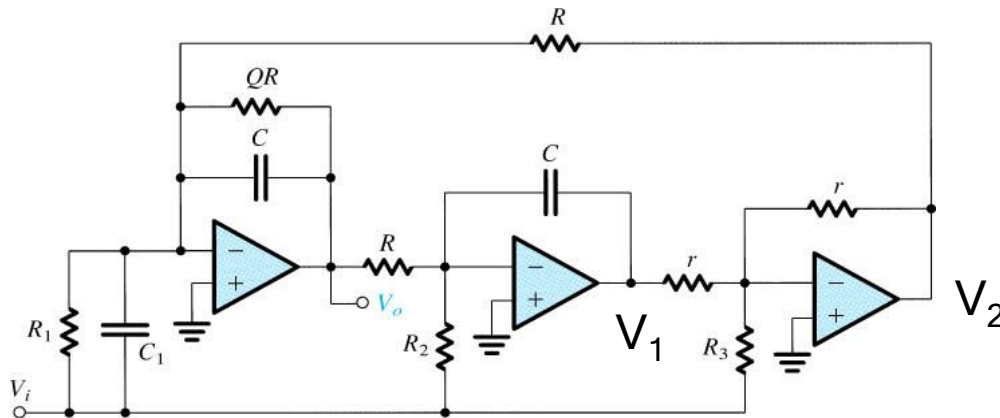 R
QR
C
C
r
R
r
V₁
V₂
Vₒ
R₁
C₁
R₂
R₃
Vᵢ
−
+
−
+
−
+